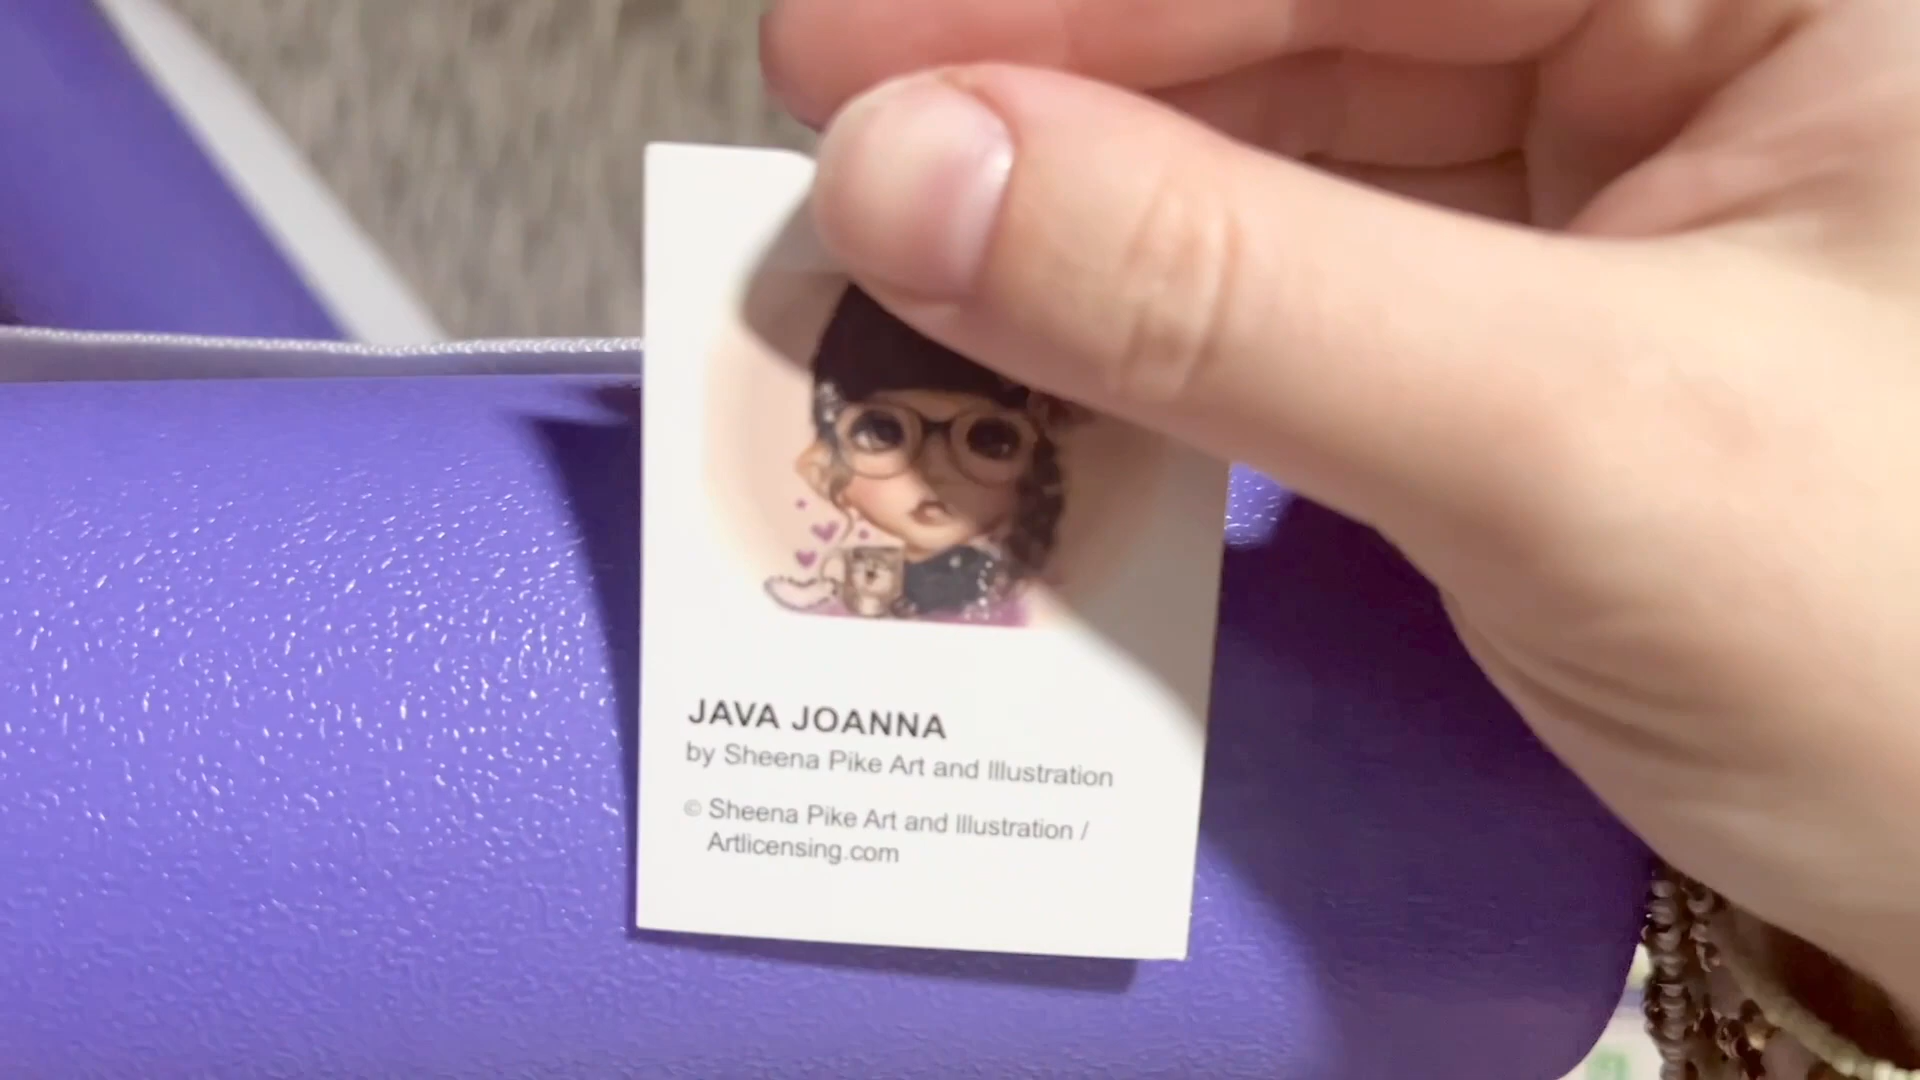 JAVA JOANNA
by Sheena Pike Art and Illustration
© Sheena Pike Art and Illustration /
Artlicensing.com